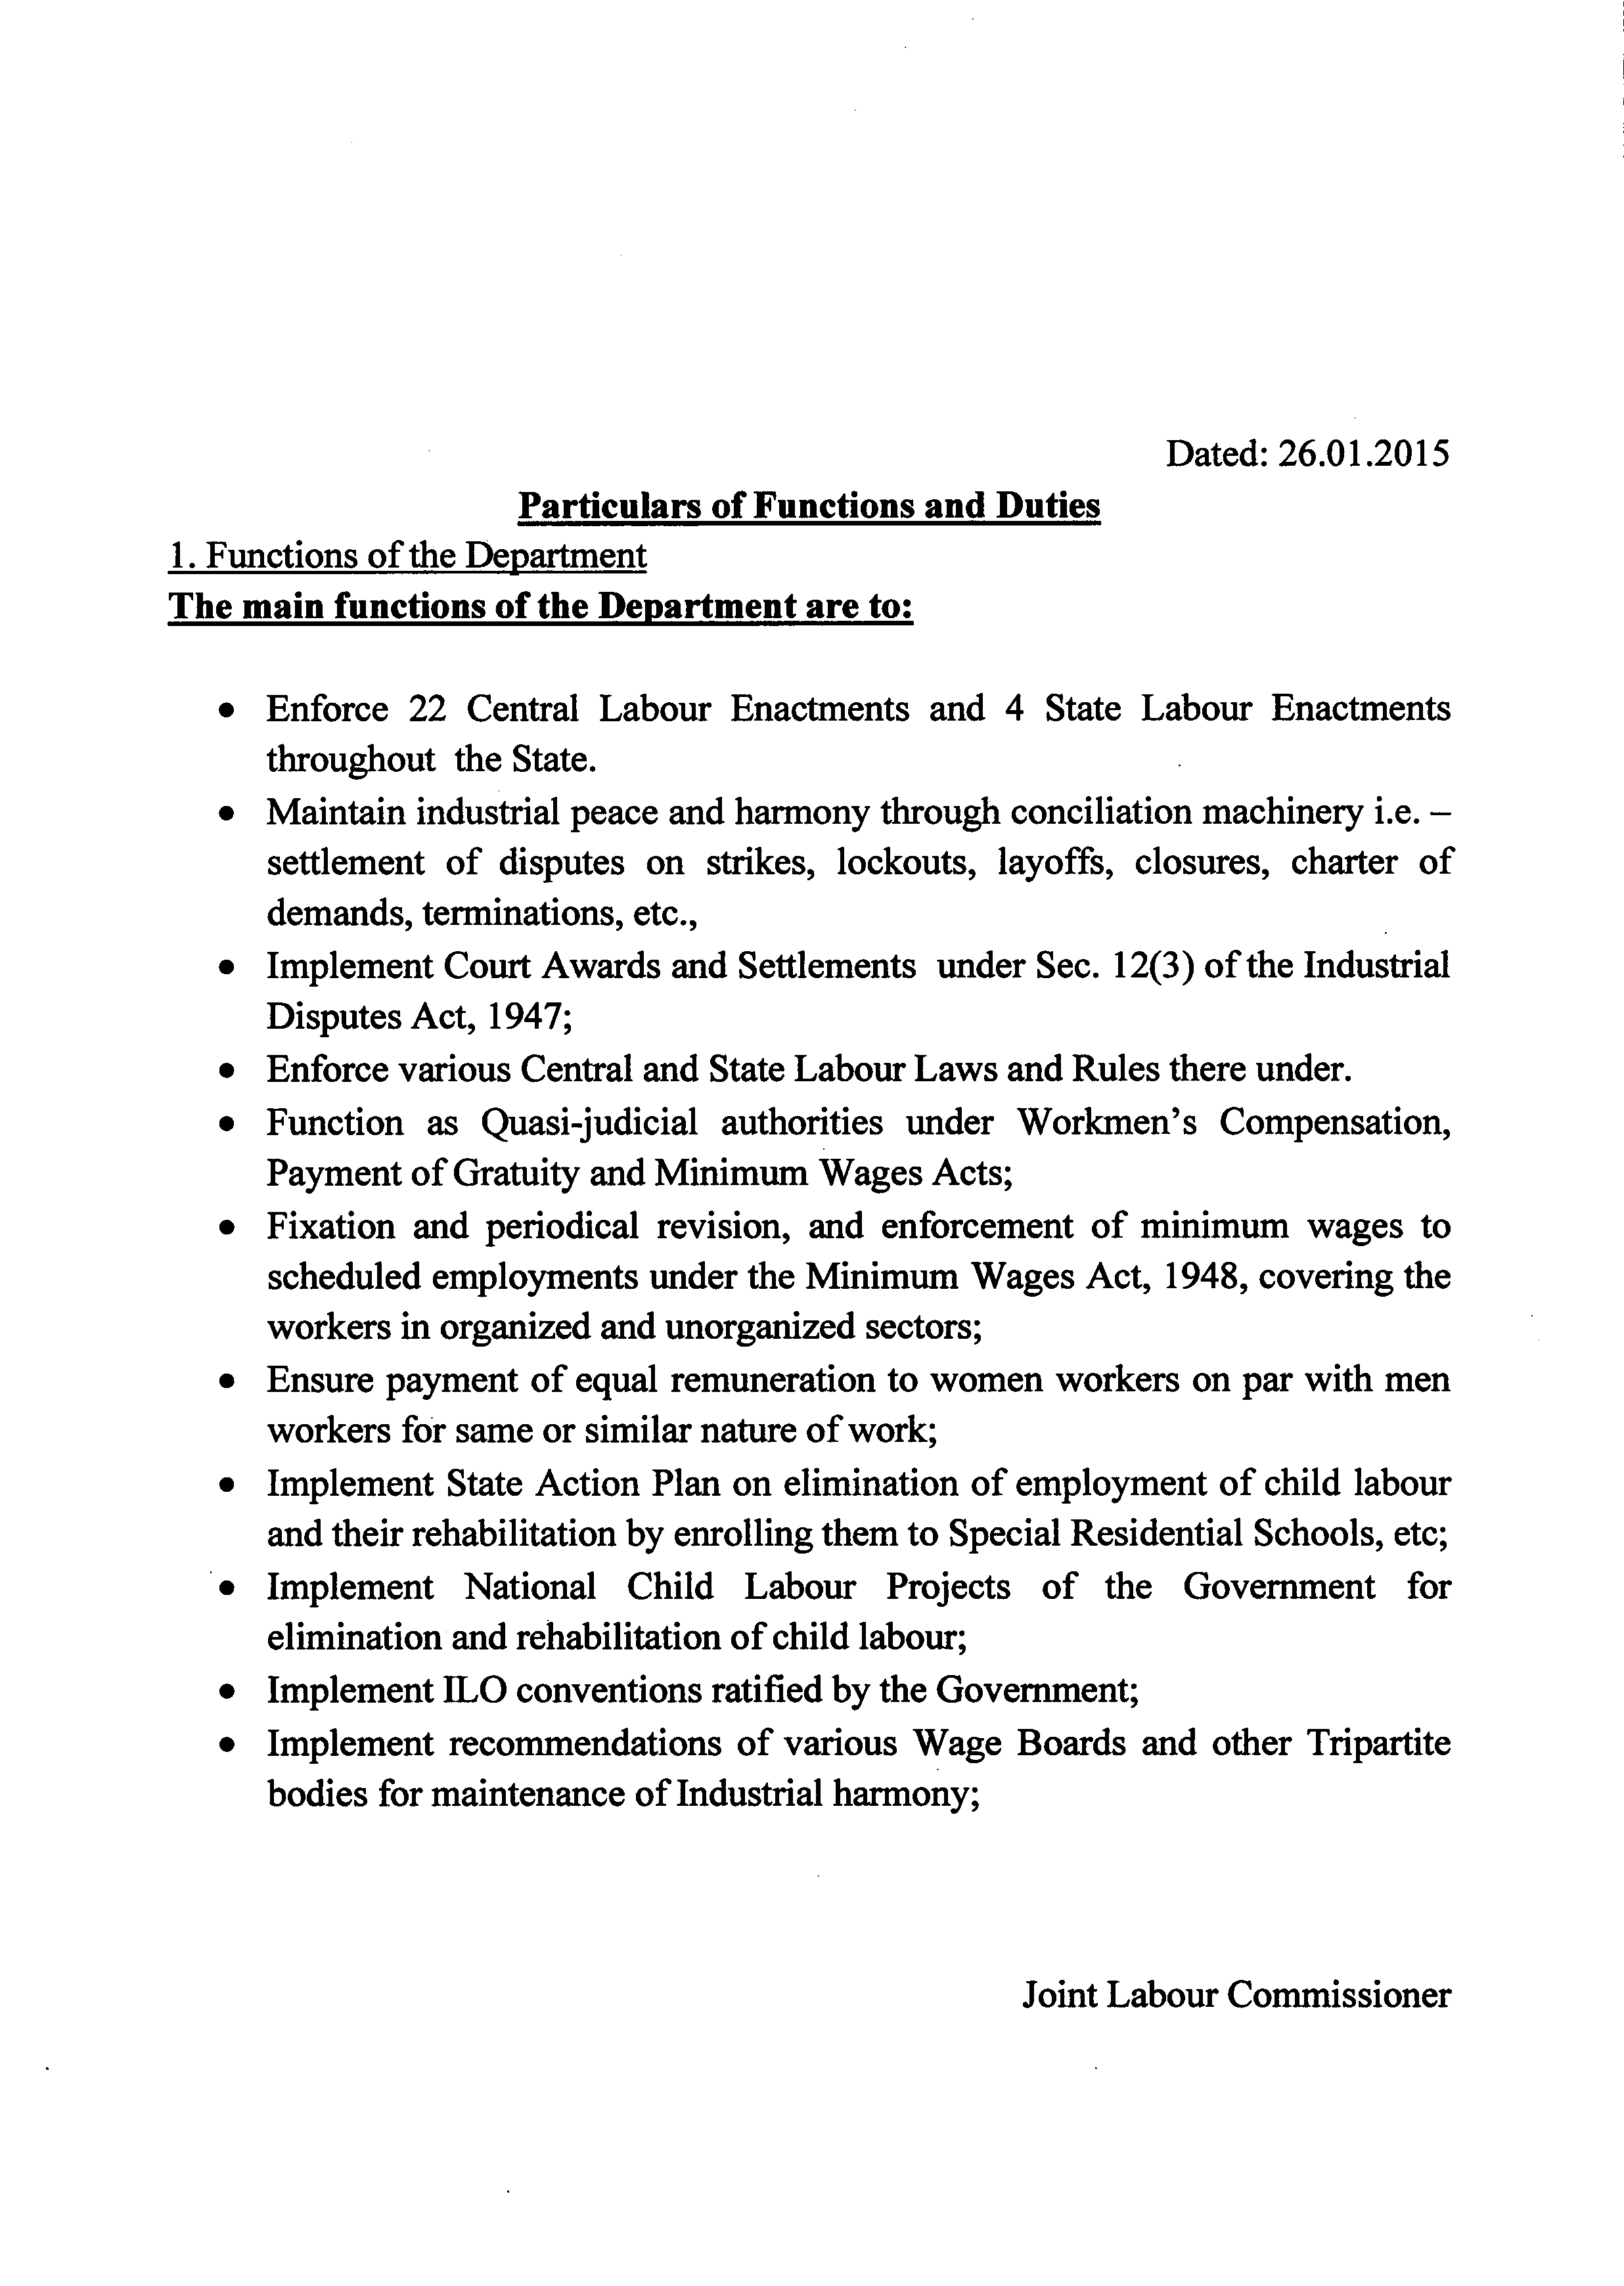 Dated: 26.01.2015
Particulars of Functions and Duties
1. Functions of the Department
The main functions of the Department are to:
• Enforce 22 Central Labour Enactments and 4 State Labour Enactments
throughout the State.
• Maintain industrial peace and harmony through conciliation machinery i.e. –
settlement of disputes on strikes, lockouts, layoffs, closures, charter of
demands, terminations, etc.,
• Implement Court Awards and Settlements under Sec. 12(3) of the Industrial
Disputes Act, 1947;
• Enforce various Central and State Labour Laws and Rules there under.
• Function as Quasi-judicial authorities under Workmen's Compensation,
Payment of Gratuity and Minimum Wages Acts;
• Fixation and periodical revision, and enforcement of minimum wages to
scheduled employments under the Minimum Wages Act, 1948, covering the
workers in organized and unorganized sectors;
• Ensure payment of equal remuneration to women workers on par with men
workers for same or similar nature of work;
• Implement State Action Plan on elimination of employment of child labour
and their rehabilitation by enrolling them to Special Residential Schools, etc;
• Implement National Child Labour Projects of the Government for
elimination and rehabilitation of child labour;
• Implement ILO conventions ratified by the Government;
• Implement recommendations of various Wage Boards and other Tripartite
bodies for maintenance of Industrial harmony;
Joint Labour Commissioner